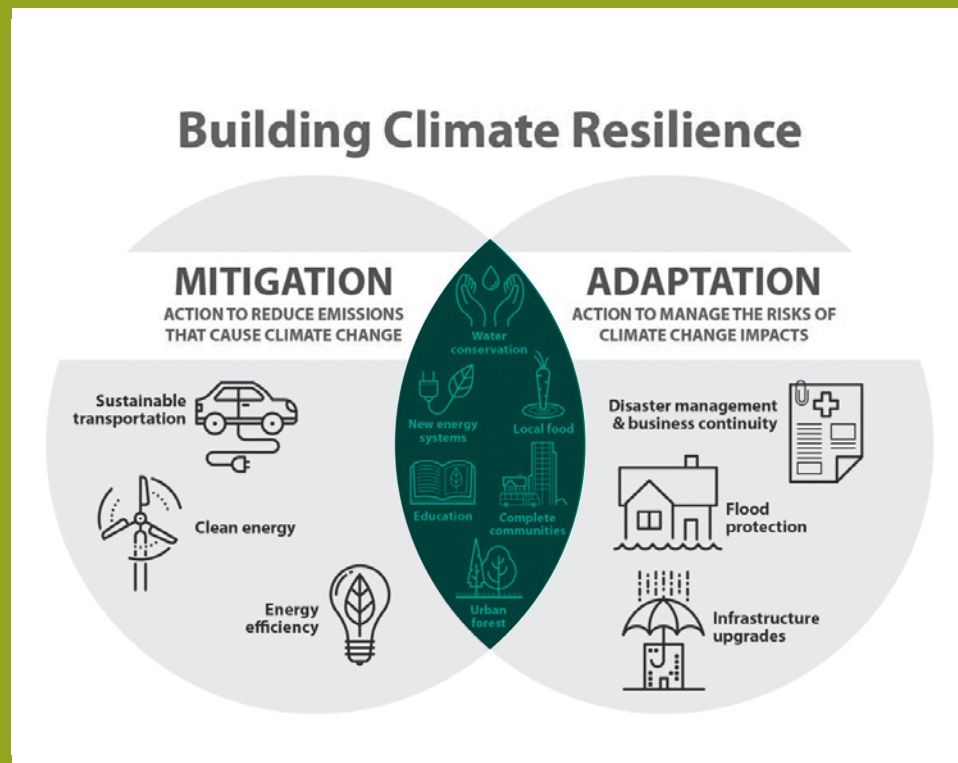 Building Climate Resilience
MITIGATION
ACTION TO REDUCE EMISSIONS
THAT CAUSE CLIMATE CHANGE
Sustainable
transportation
Clean energy
Energy
efficiency
Water
conservation
New energy
systems
Local food
Education
Complete
communities
Urban
forest
ADAPTATION
ACTION TO MANAGE THE RISKS OF
CLIMATE CHANGE IMPACTS
Disaster management
& business continuity
Flood
protection
Infrastructure
upgrades